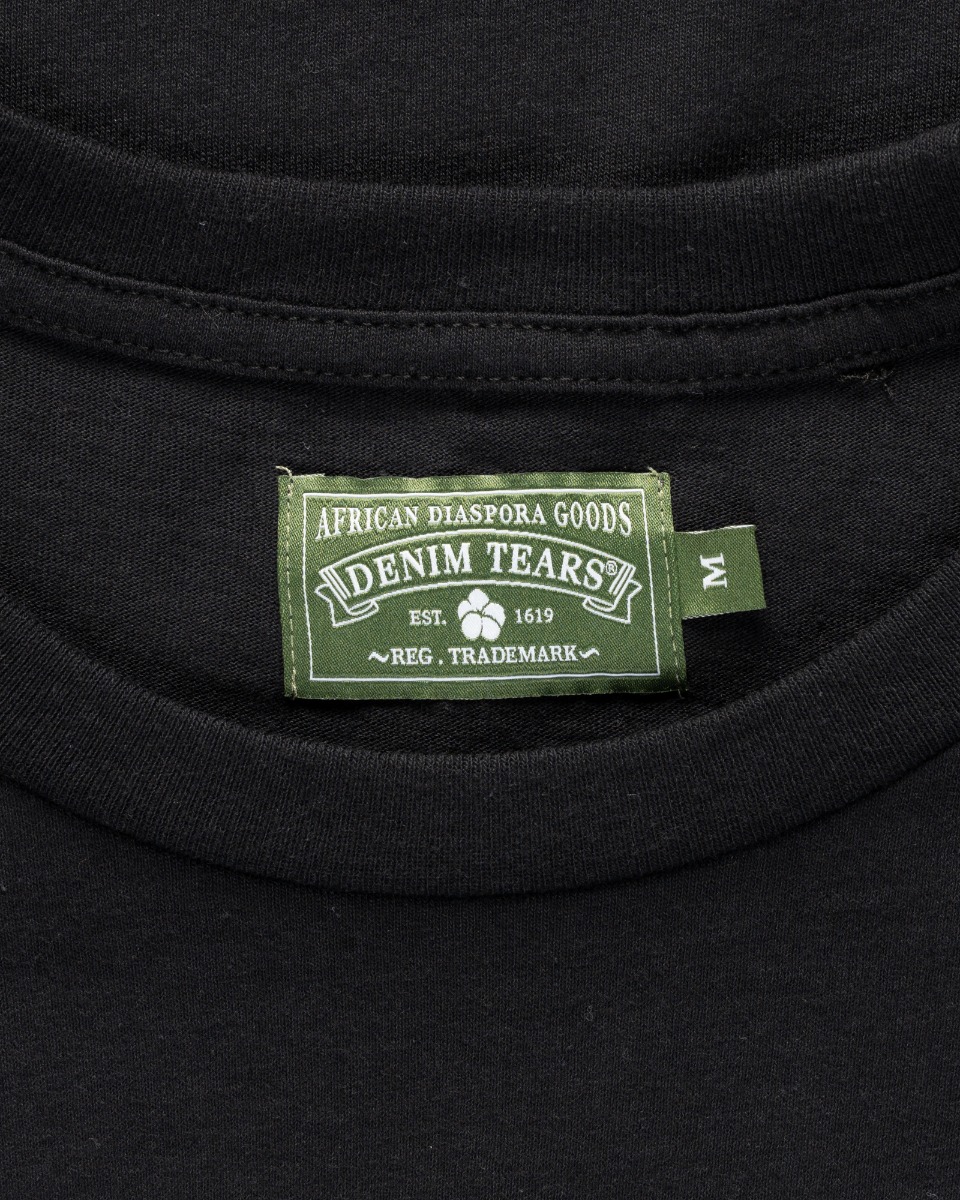 AFRICAN DIASPORA GOODS
DENIM TEARS®
EST. 1619
~REG . TRADEMARK~
M